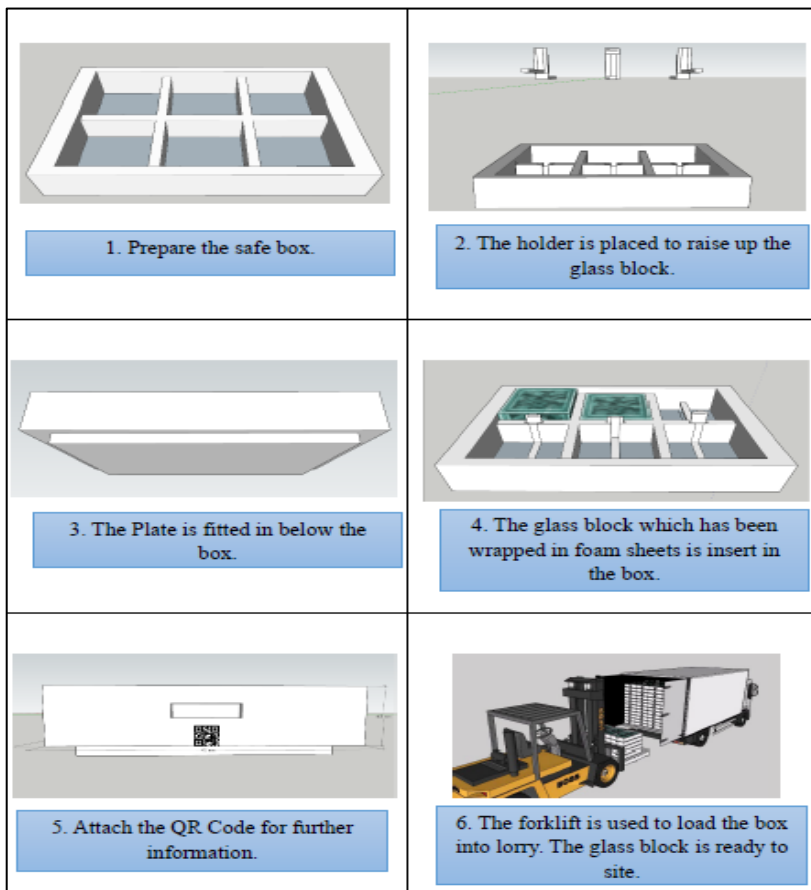 1. Prepare the safe box.
2. The holder is placed to raise up the
glass block.
3. The Plate is fitted in below the
box.
4. The glass block which has been
wrapped in foam sheets is insert in
the box.
5. Attach the QR Code for further
information.
6. The forklift is used to load the box
into lorry. The glass block is ready to
site.